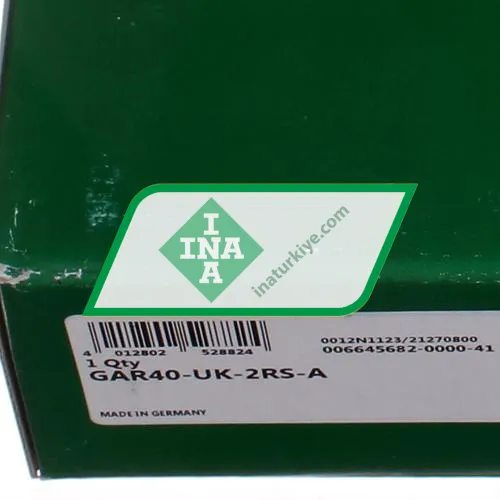 I
INA
A
inaturkiye.com
0012N1123/21270800
006645682-0000-41
4 012802 528824
1 Qty
GAR40-UK-2RS-A
MADE IN GERMANY